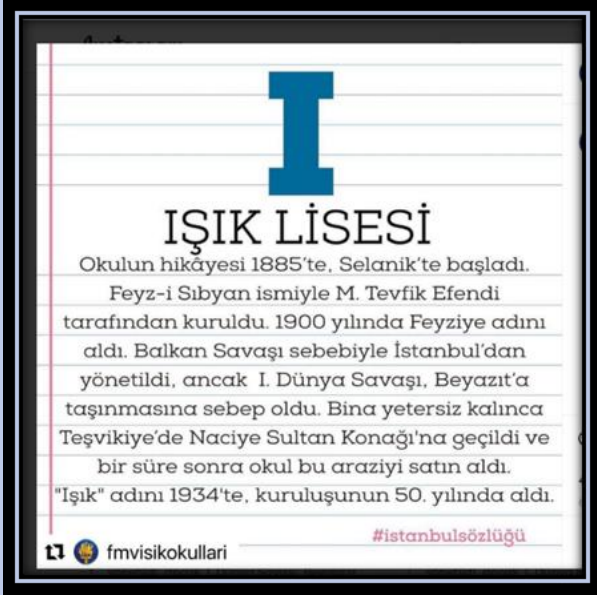 I
IŞIK LİSESİ
Okulun hikâyesi 1885'te, Selanik'te başladı.
Feyz-i Sıbyan ismiyle M. Tevfik Efendi
tarafından kuruldu. 1900 yılında Feyziye adını
aldı. Balkan Savaşı sebebiyle İstanbul'dan
yönetildi, ancak I. Dünya Savaşı, Beyazıt'a
taşınmasına sebep oldu. Bina yetersiz kalınca
Teşvikiye'de Naciye Sultan Konağı'na geçildi ve
bir süre sonra okul bu araziyi satın aldı.
"Işık" adını 1934'te, kuruluşunun 50. yılında aldı.
#istanbulsözlüğü
fmvisikokullari